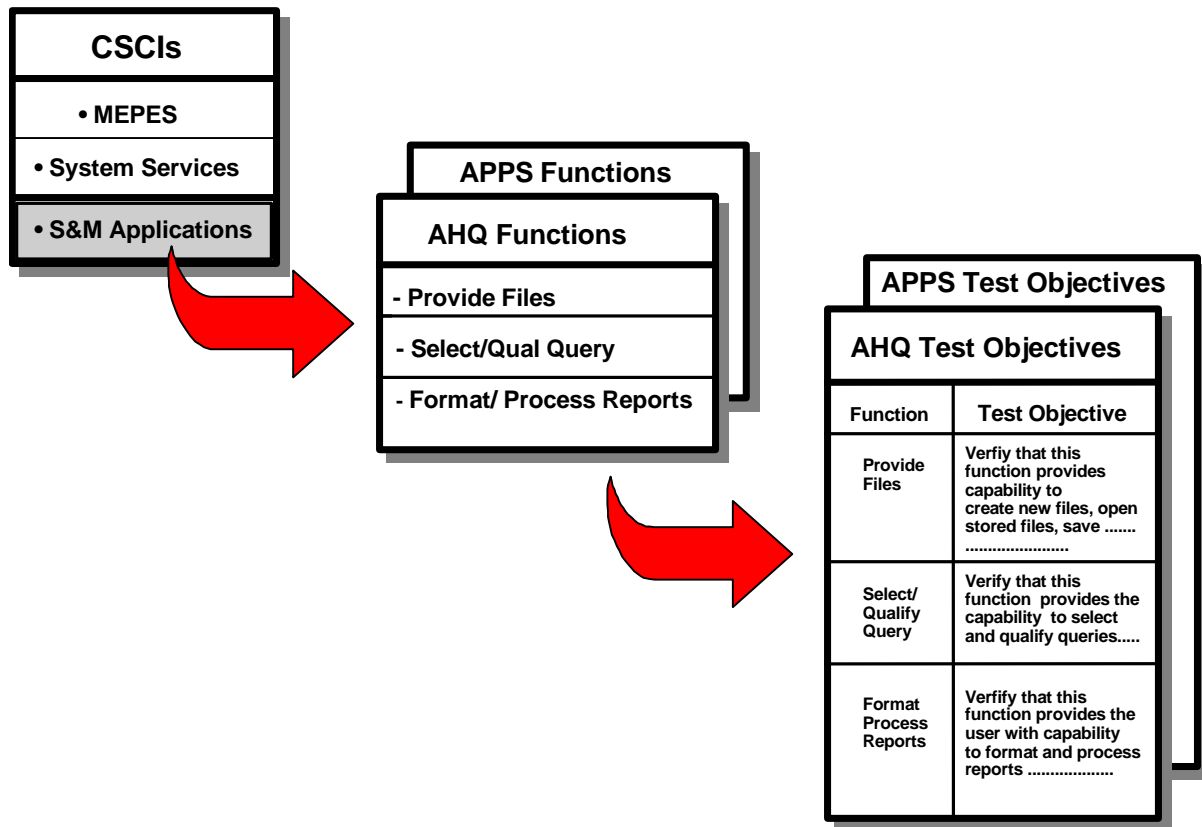 CSCIs
• MEPES
• System Services
• S&M Applications
APPS Functions
AHQ Functions
- Provide Files
- Select/Qual Query
- Format/ Process Reports
APPS Test Objectives
AHQ Test Objectives
Function
Test Objective
Provide
Files
Verfiy that this
function provides
capability to
create new files, open
stored files, save .......
.......................
Select/
Qualify
Query
Verify that this
function provides the
capability to select
and qualify queries.....
Format
Process
Reports
Verfify that this
function provides the
user with capability
to format and process
reports ...................